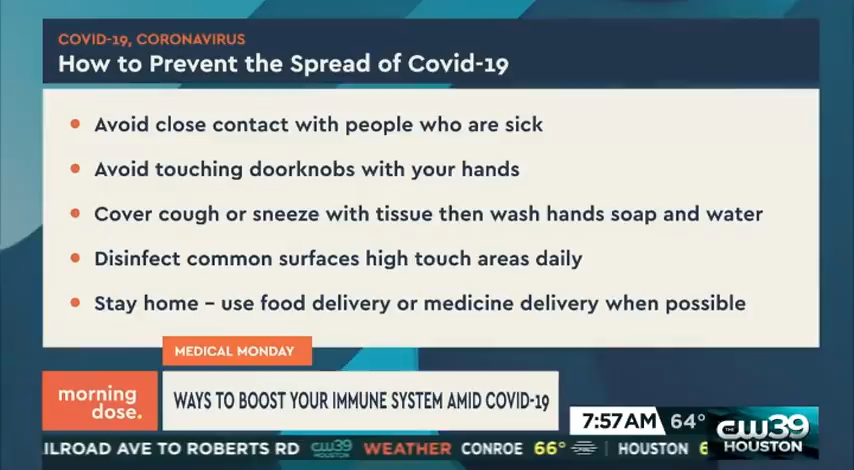 COVID-19, CORONAVIRUS
How to Prevent the Spread of Covid-19
Avoid close contact with people who are sick
Avoid touching doorknobs with your hands
Cover cough or sneeze with tissue then wash hands soap and water
Disinfect common surfaces high touch areas daily
Stay home – use food delivery or medicine delivery when possible
MEDICAL MONDAY
morning
dose.
WAYS TO BOOST YOUR IMMUNE SYSTEM AMID COVID-19
7:57AM 64°
THE CW39
HOUSTON
ILROAD AVE TO ROBERTS RD CW39 HOUSTON WEATHER CONROE 66° HOUSTON 6